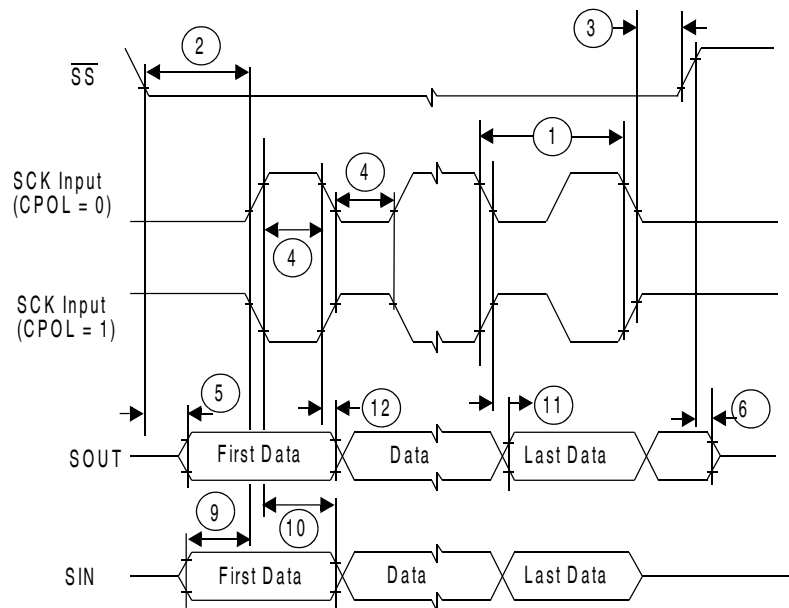 2
3
SS
1
SCK Input
(CPOL = 0)
4
4
SCK Input
(CPOL = 1)
5
12
11
6
SOUT
First Data
Data
Last Data
9
10
SIN
First Data
Data
Last Data